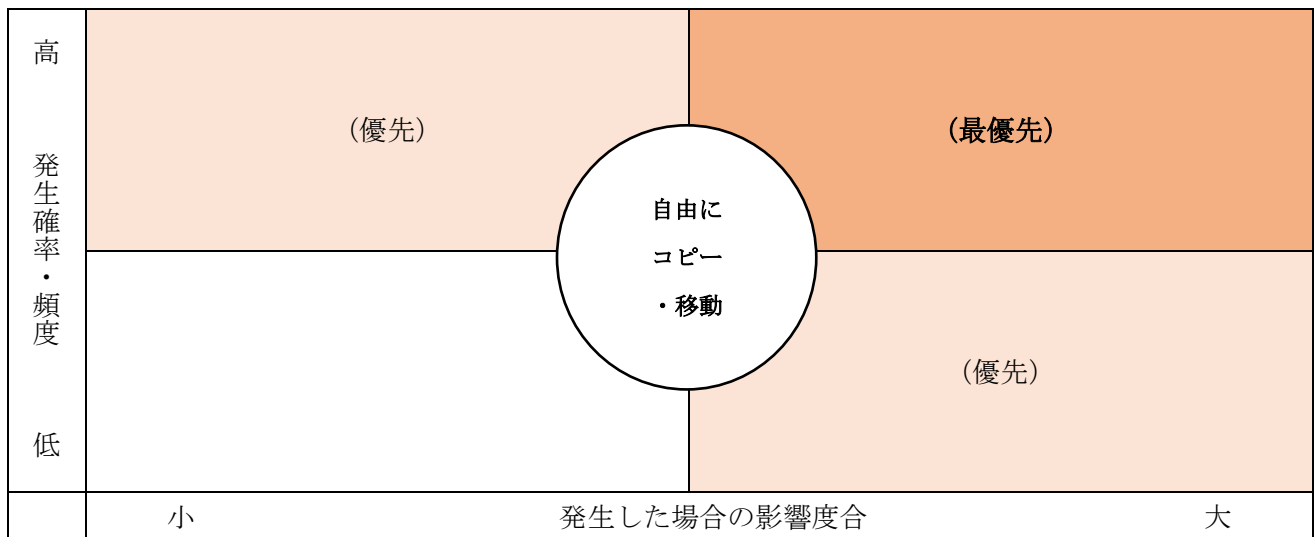 高
発生確率・頻度
低
（優先）
（最優先）
自由に
コピー
・移動
（優先）
小
発生した場合の影響度合
大